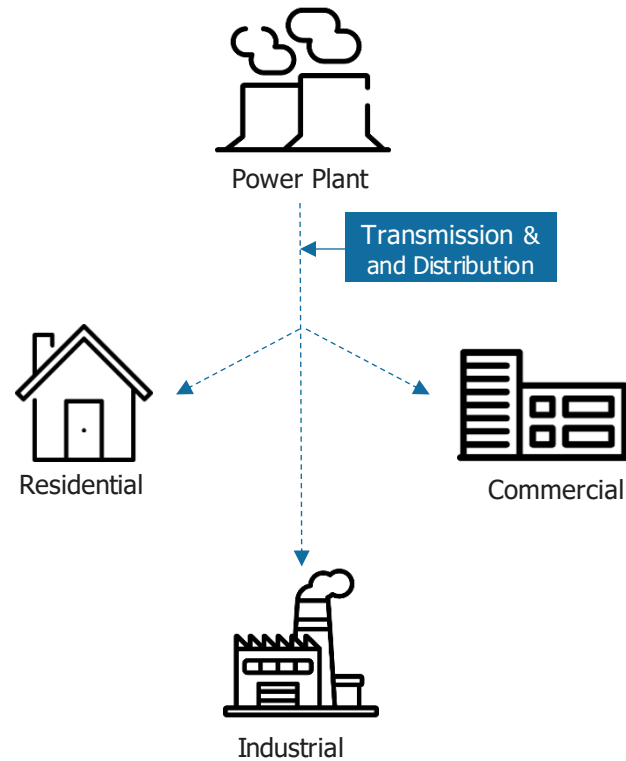 Power Plant
Transmission &
and Distribution
Residential
Commercial
Industrial